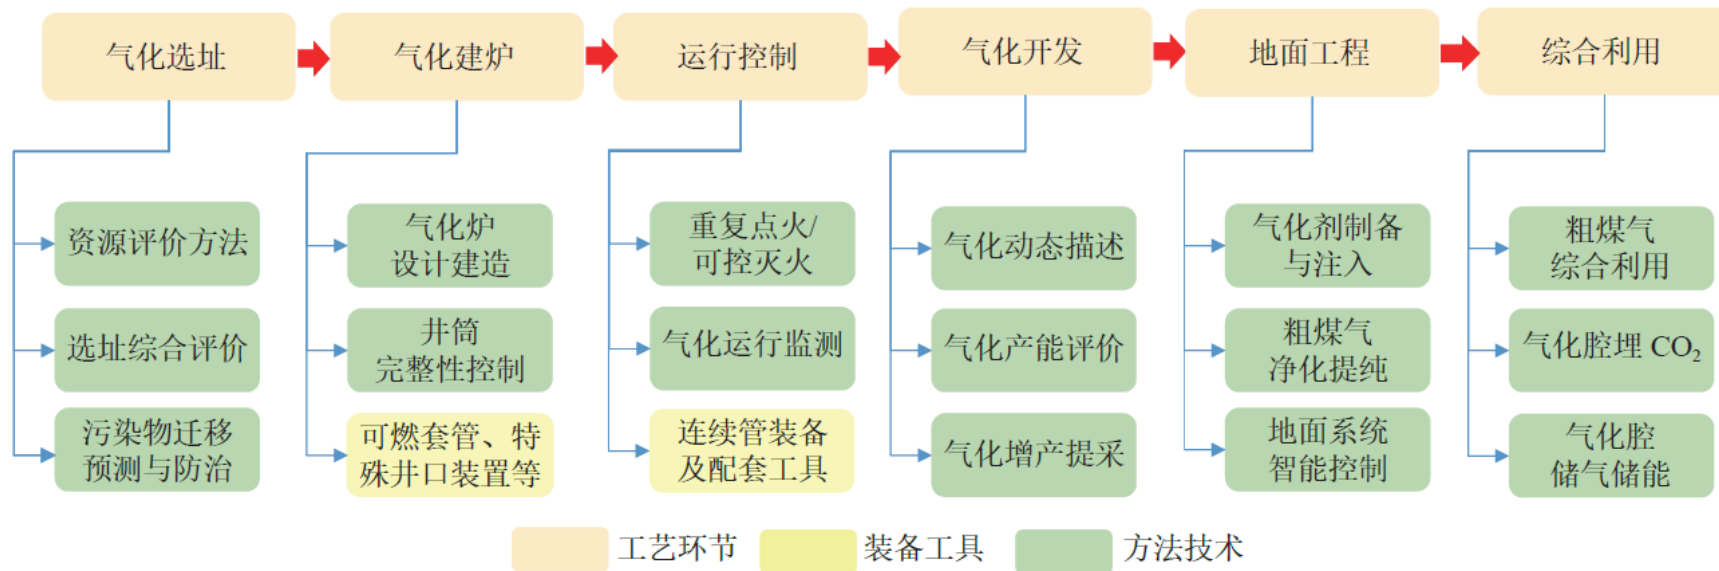 气化选址
气化建炉
运行控制
气化开发
地面工程
综合利用
资源评价方法
选址综合评价
污染物迁移
预测与防治
气化炉
设计建造
井筒
完整性控制
可燃套管、特
殊井口装置等
重复点火/
可控灭火
气化运行监测
连续管装备
及配套工具
气化动态描述
气化产能评价
气化增产提采
气化剂制备
与注入
粗煤气
净化提纯
地面系统
智能控制
粗煤气
综合利用
气化腔埋 CO₂
气化腔
储气储能
工艺环节
装备工具
方法技术